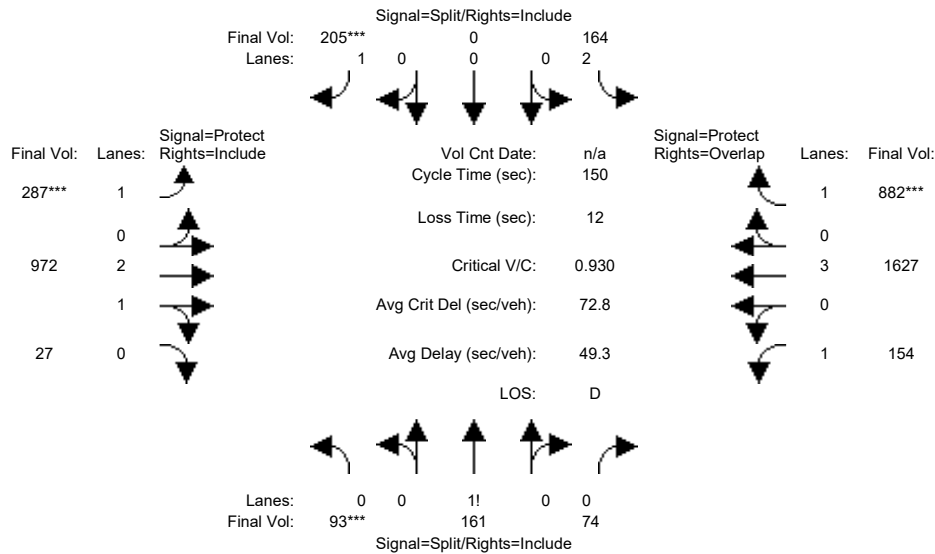 Signal=Split/Rights=Include
Final Vol: 205*** 0 164
Lanes: 1 0 0 0 2
Signal=Protect Signal=Protect
Final Vol: Lanes: Rights=Include Vol Cnt Date: n/a Rights=Overlap Lanes: Final Vol:
Cycle Time (sec): 150
287*** 1 1 882***
Loss Time (sec): 12
0 0
972 2 Critical V/C: 0.930 3 1627
1 Avg Crit Del (sec/veh): 72.8 0
27 0 Avg Delay (sec/veh): 49.3 1 154
LOS: D
Lanes: 0 0 1! 0 0
Final Vol: 93*** 161 74
Signal=Split/Rights=Include